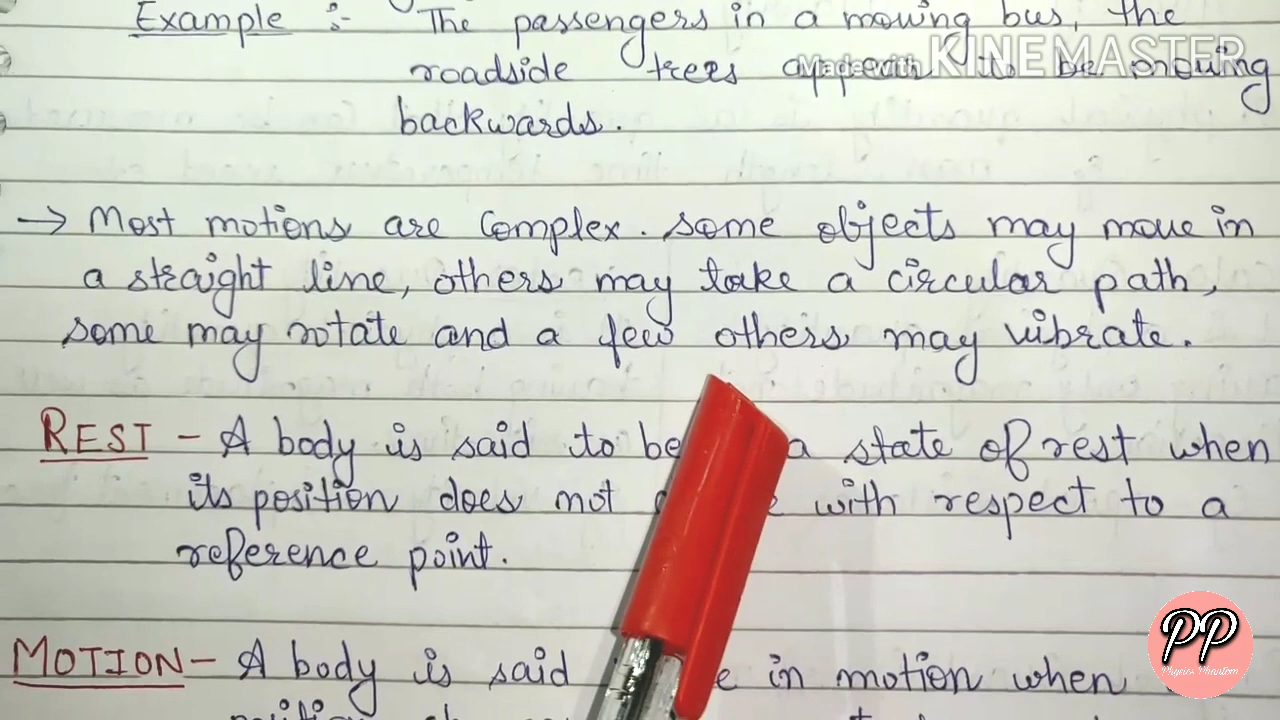 Example :- The passengers in a moving bus, the
roadside trees appear to be moving
Made with KINEMASTER
backwards.
→ Most motions are complex. Some objects may move in
a straight line, others may take a circular path,
some may rotate and a few others may vibrate.
REST - A body is said to be a state of rest when
its position does not with respect to a
reference point.
MOTION - A body is said in motion when
position
PP
Physics Phantom